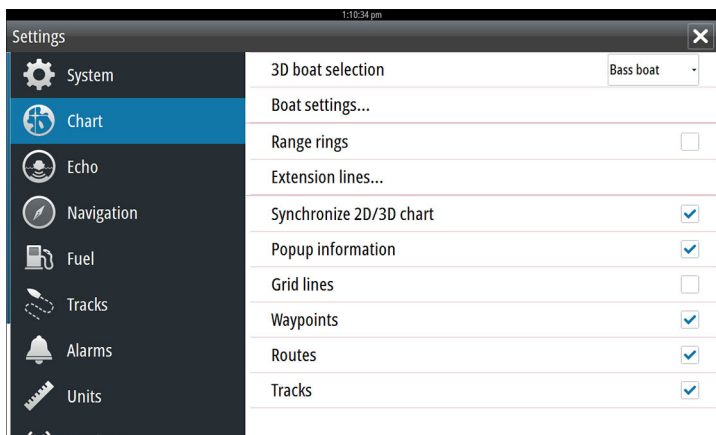 1:10:34 pm
Settings
System
Chart
Echo
Navigation
Fuel
Tracks
Alarms
Units
3D boat selection
Bass boat
Boat settings...
Range rings
Extension lines...
Synchronize 2D/3D chart
Popup information
Grid lines
Waypoints
Routes
Tracks